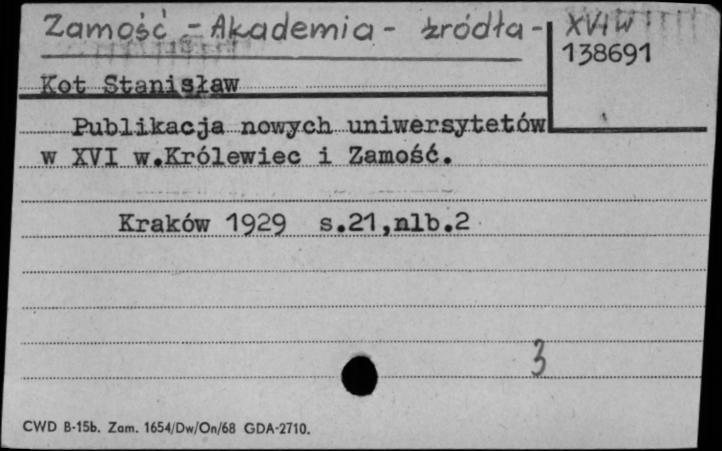 Zamość - Akademia - źródła - XVI W
138691
Kot Stanisław
Publikacja nowych uniwersytetów
w XVI w.Królewiec i Zamość.
Kraków 1929 s.21,nlb.2
3
CWD B-15b. Zam. 1654/Dw/On/68 GDA-2710.